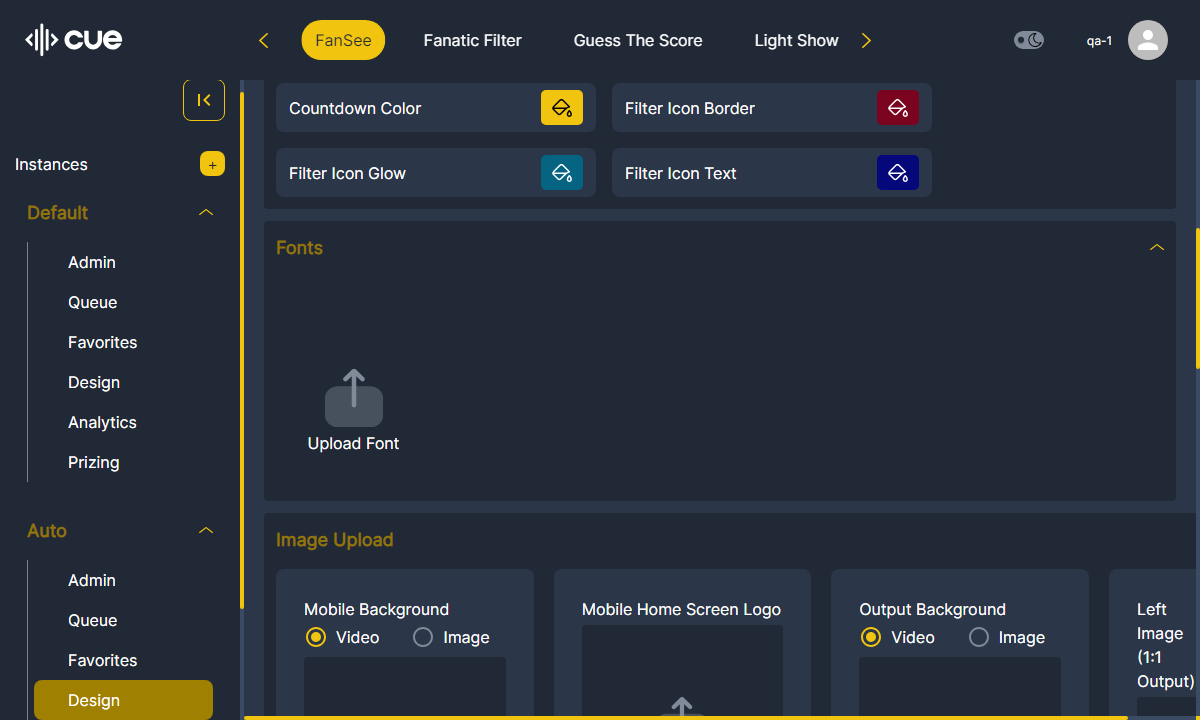 CUE
FanSee
Fanatic Filter
Guess The Score
Light Show
qa-1
Instances
+
Default
Admin
Queue
Favorites
Design
Analytics
Prizing
Auto
Admin
Queue
Favorites
Design
Countdown Color
Filter Icon Border
Filter Icon Glow
Filter Icon Text
Fonts
Upload Font
Image Upload
Mobile Background
Video
Image
Mobile Home Screen Logo
Output Background
Video
Image
Left
Image
(1:1
Output)